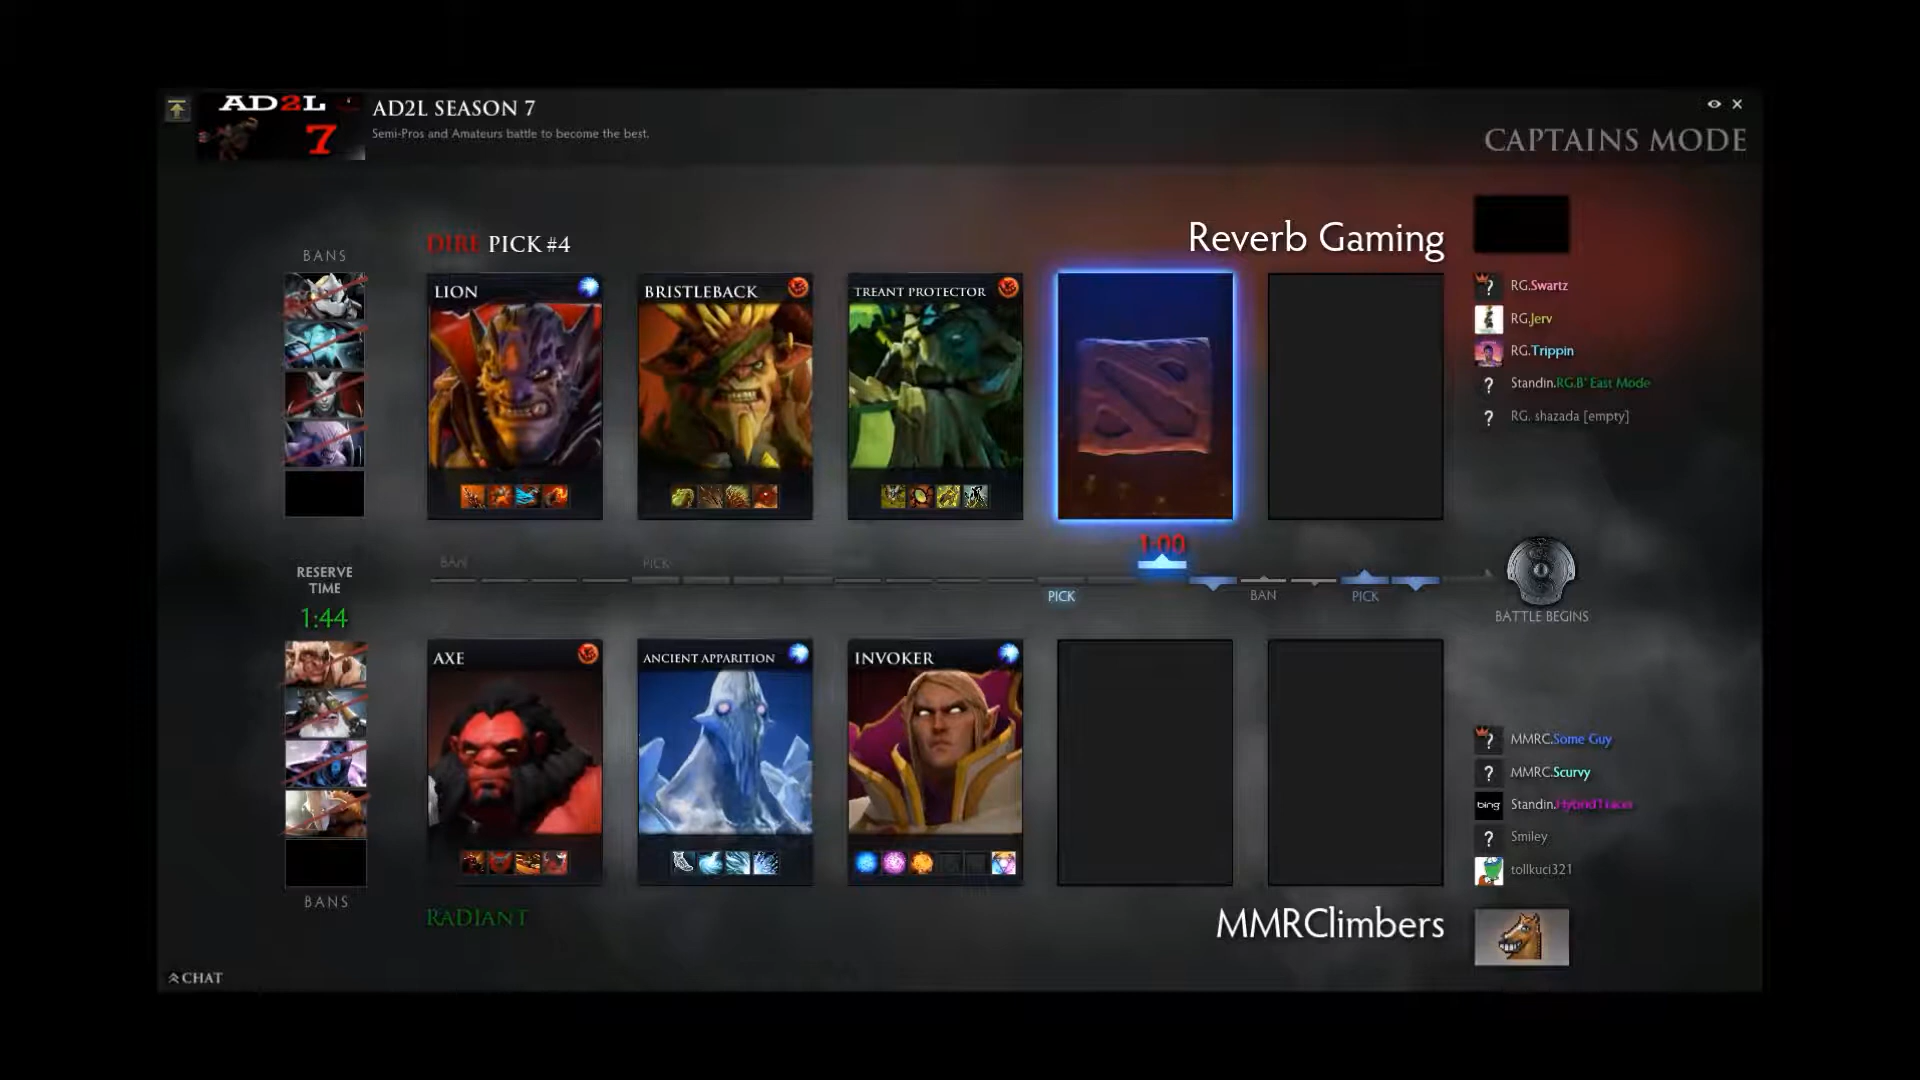 AD2L
7
AD2L SEASON 7
Semi-Pros and Amateurs battle to become the best.
CAPTAINS MODE
BANS
DIRE PICK #4
Reverb Gaming
LION
BRISTLEBACK
TREANT PROTECTOR
RG.Swartz
RG.Jerv
RG.Trippin
Standin.RG.B° East Mode
RG. shazada [empty]
1:00
BAN
PICK
PICK
BAN
PICK
BATTLE BEGINS
RESERVE
TIME
1:44
AXE
ANCIENT APPARITION
INVOKER
MMRC.Some Guy
MMRC.Scurvy
bing
Standin.HybridTracer
Smiley
tollkuci321
BANS
RADIANT
MMRClimbers
CHAT